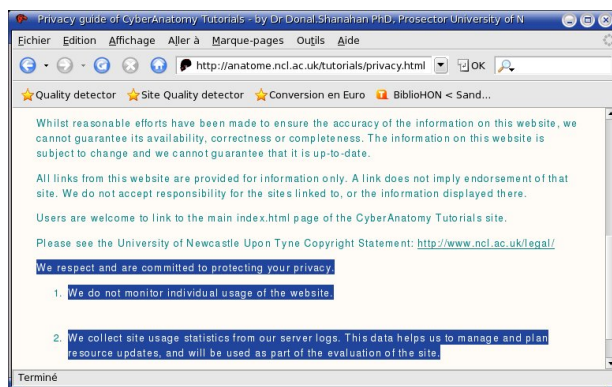 Privacy guide of CyberAnatomy Tutorials - by Dr Donal.Shanahan PhD, Prosector University of N
Fichier Edition Affichage Aller à Marque-pages Outils Aide
http://anatome.ncl.ac.uk/tutorials/privacy.html OK
Quality detector Site Quality detector Conversion en Euro BiblioHON < Sand...
Whilst reasonable efforts have been made to ensure the accuracy of the information on this website, we
cannot guarantee its availability, correctness or completeness. The information on this website is
subject to change and we cannot guarantee that it is up-to-date.
All links from this website are provided for information only. A link does not imply endorsement of that
site. We do not accept responsibility for the sites linked to, or the information displayed there.
Users are welcome to link to the main index.html page of the CyberAnatomy Tutorials site.
Please see the University of Newcastle Upon Tyne Copyright Statement: http://www.ncl.ac.uk/legal/
We respect and are committed to protecting your privacy.
1. We do not monitor individual usage of the website.
2. We collect site usage statistics from our server logs. This data helps us to manage and plan
resource updates, and will be used as part of the evaluation of the site.
Terminé